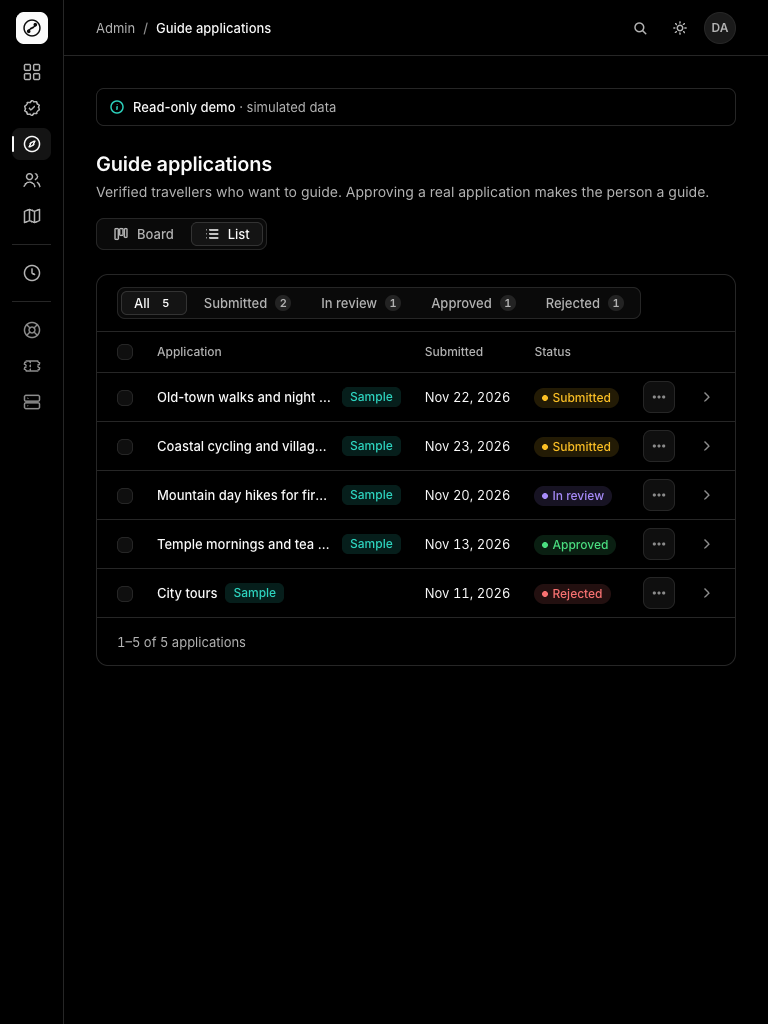 Admin / Guide applications
DA
Read-only demo · simulated data
Guide applications
Verified travellers who want to guide. Approving a real application makes the person a guide.
Board List
All 5 Submitted 2 In review 1 Approved 1 Rejected 1
Application Submitted Status
Old-town walks and night ... Sample Nov 22, 2026 Submitted
Coastal cycling and villag... Sample Nov 23, 2026 Submitted
Mountain day hikes for fir... Sample Nov 20, 2026 In review
Temple mornings and tea ... Sample Nov 13, 2026 Approved
City tours Sample Nov 11, 2026 Rejected
1–5 of 5 applications